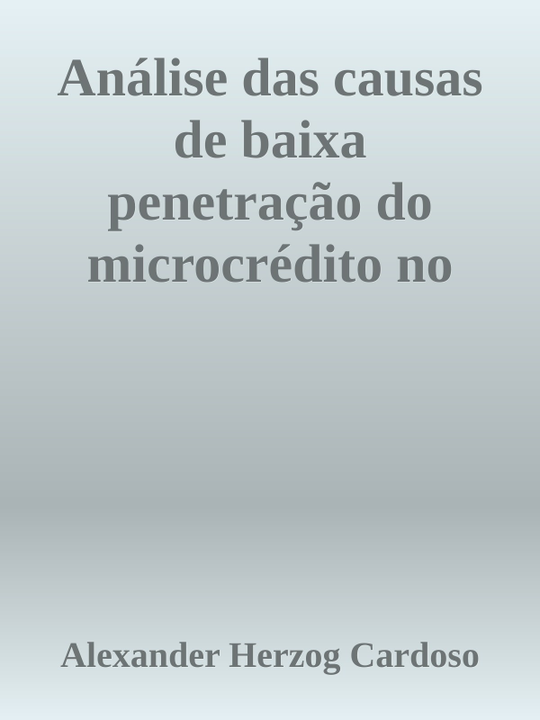 Análise das causas
de baixa
penetração do
microcrédito no
Alexander Herzog Cardoso